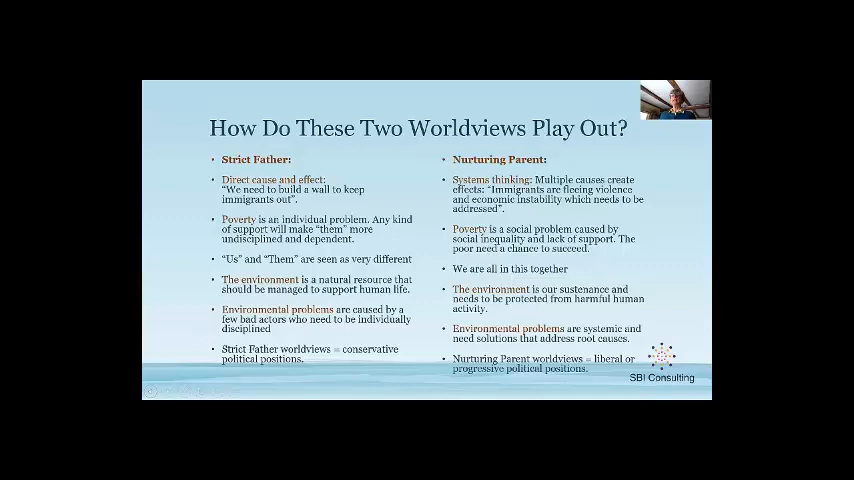 How Do These Two Worldviews Play Out?
• Strict Father:
• Direct cause and effect:
"We need to build a wall to keep
immigrants out".
• Poverty is an individual problem. Any kind
of support will make "them" more
undisciplined and dependent.
• "Us" and "Them" are seen as very different
• The environment is a natural resource that
should be managed to support human life.
• Environmental problems are caused by a
few bad actors who need to be individually
disciplined
• Strict Father worldviews = conservative
political positions.
• Nurturing Parent:
• Systems thinking: Multiple causes create
effects: "Immigrants are fleeing violence
and economic instability which needs to be
addressed".
• Poverty is a social problem caused by
social inequality and lack of support. The
poor need a chance to succeed.
• We are all in this together
• The environment is our sustenance and
needs to be protected from harmful human
activity.
• Environmental problems are systemic and
need solutions that address root causes.
• Nurturing Parent worldviews = liberal or
progressive political positions.
SBI Consulting